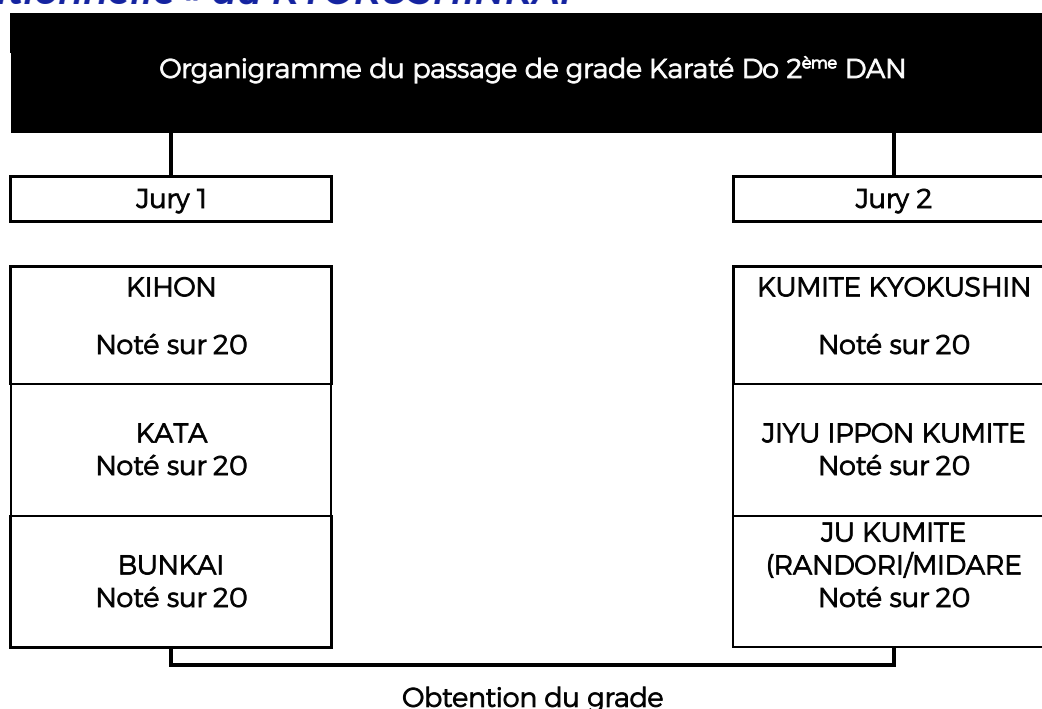 du KYOKUSHINKAI
Organigramme du passage de grade Karaté Do 2ème DAN
Jury 1
Jury 2
KIHON
Noté sur 20
KATA
Noté sur 20
BUNKAI
Noté sur 20
KUMITE KYOKUSHIN
Noté sur 20
JIYU IPPON KUMITE
Noté sur 20
JU KUMITE
(RANDORI/MIDARE
Noté sur 20
Obtention du grade